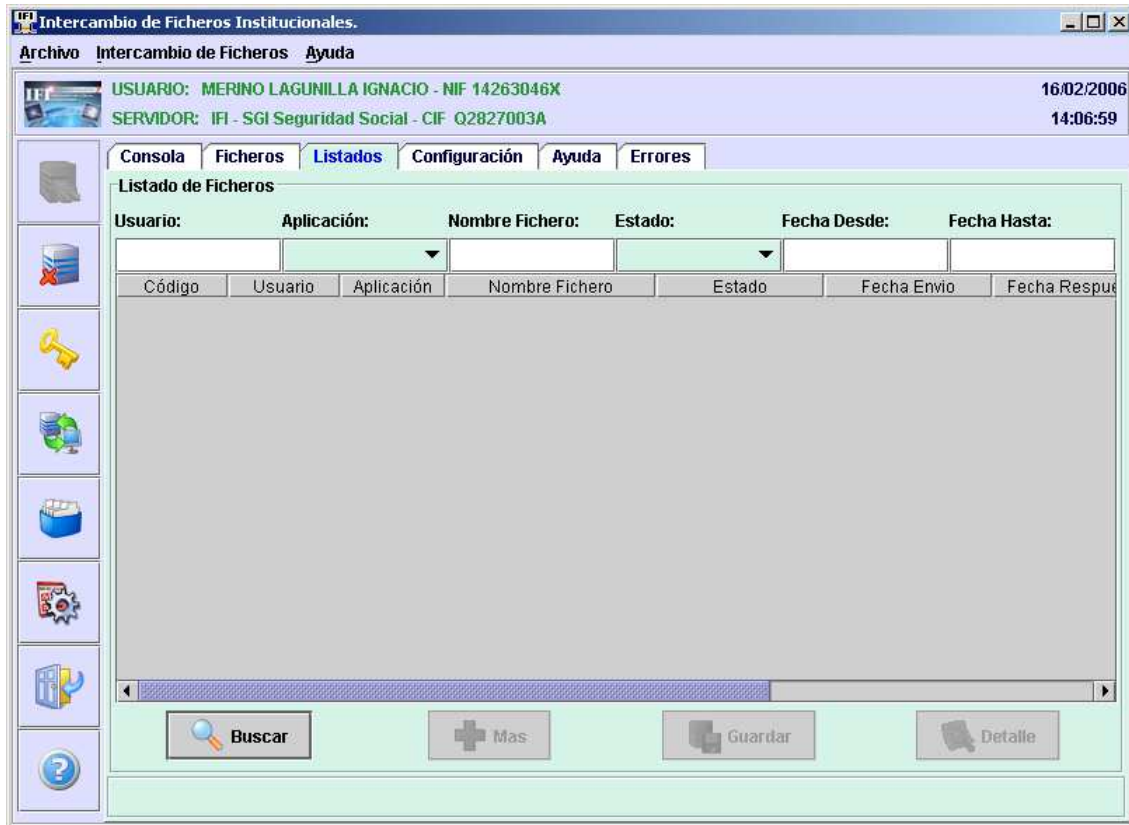 IFI Intercambio de Ficheros Institucionales.
Archivo Intercambio de Ficheros Ayuda
IFI USUARIO: MERINO LAGUNILLA IGNACIO - NIF 14263046X 16/02/2006
SERVIDOR: IFI - SGI Seguridad Social - CIF Q2827003A 14:06:59
Consola Ficheros Listados Configuración Ayuda Errores
Listado de Ficheros
Usuario: Aplicación: Nombre Fichero: Estado: Fecha Desde: Fecha Hasta:
Código Usuario Aplicación Nombre Fichero Estado Fecha Envio Fecha Respue
Buscar Mas Guardar Detalle